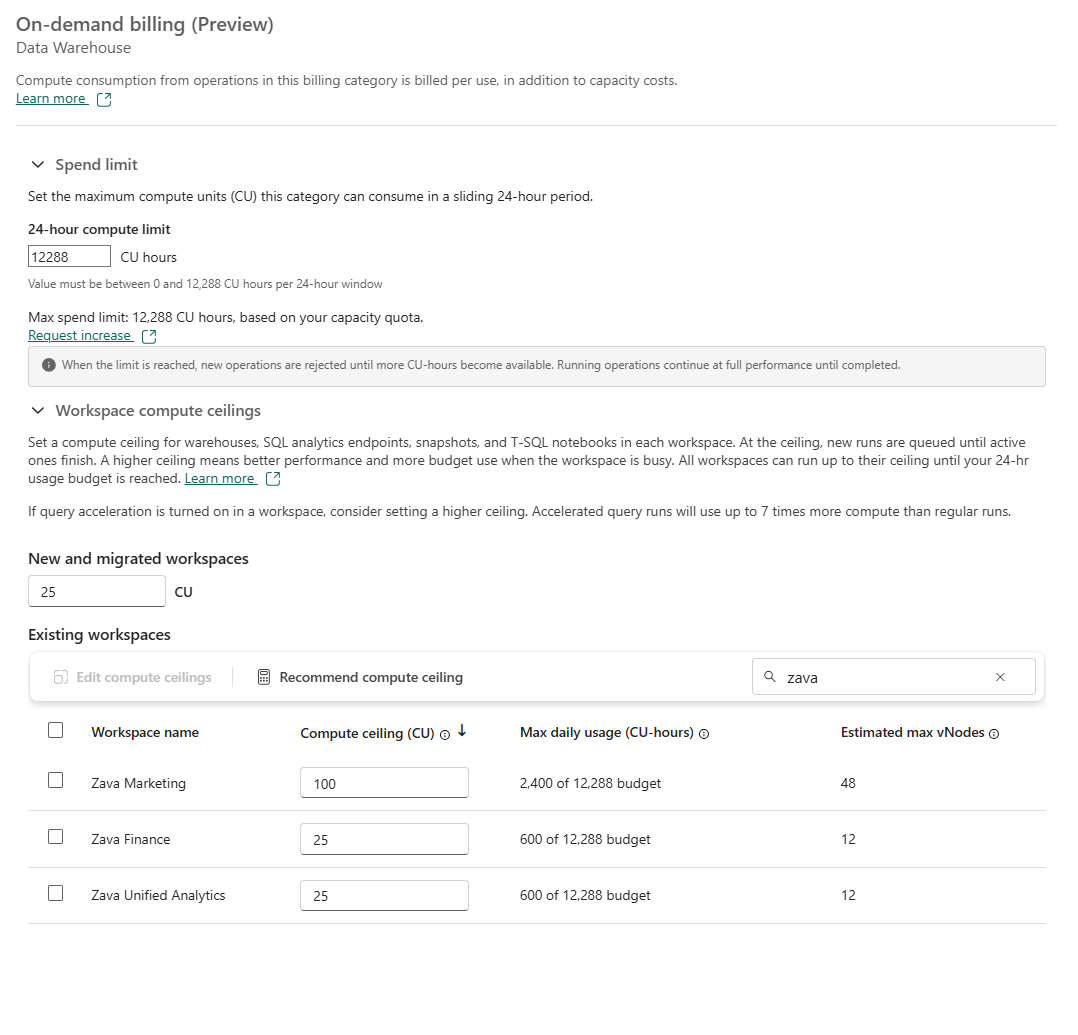 On-demand billing (Preview)
Data Warehouse
Compute consumption from operations in this billing category is billed per use, in addition to capacity costs.
Learn more
Spend limit
Set the maximum compute units (CU) this category can consume in a sliding 24-hour period.
24-hour compute limit
12288 CU hours
Value must be between 0 and 12,288 CU hours per 24-hour window
Max spend limit: 12,288 CU hours, based on your capacity quota.
Request increase
When the limit is reached, new operations are rejected until more CU-hours become available. Running operations continue at full performance until completed.
Workspace compute ceilings
Set a compute ceiling for warehouses, SQL analytics endpoints, snapshots, and T-SQL notebooks in each workspace. At the ceiling, new runs are queued until active
ones finish. A higher ceiling means better performance and more budget use when the workspace is busy. All workspaces can run up to their ceiling until your 24-hr
usage budget is reached. Learn more
If query acceleration is turned on in a workspace, consider setting a higher ceiling. Accelerated query runs will use up to 7 times more compute than regular runs.
New and migrated workspaces
25 CU
Existing workspaces
Edit compute ceilings Recommend compute ceiling zava
Workspace name Compute ceiling (CU) Max daily usage (CU-hours) Estimated max vNodes
Zava Marketing 100 2,400 of 12,288 budget 48
Zava Finance 25 600 of 12,288 budget 12
Zava Unified Analytics 25 600 of 12,288 budget 12